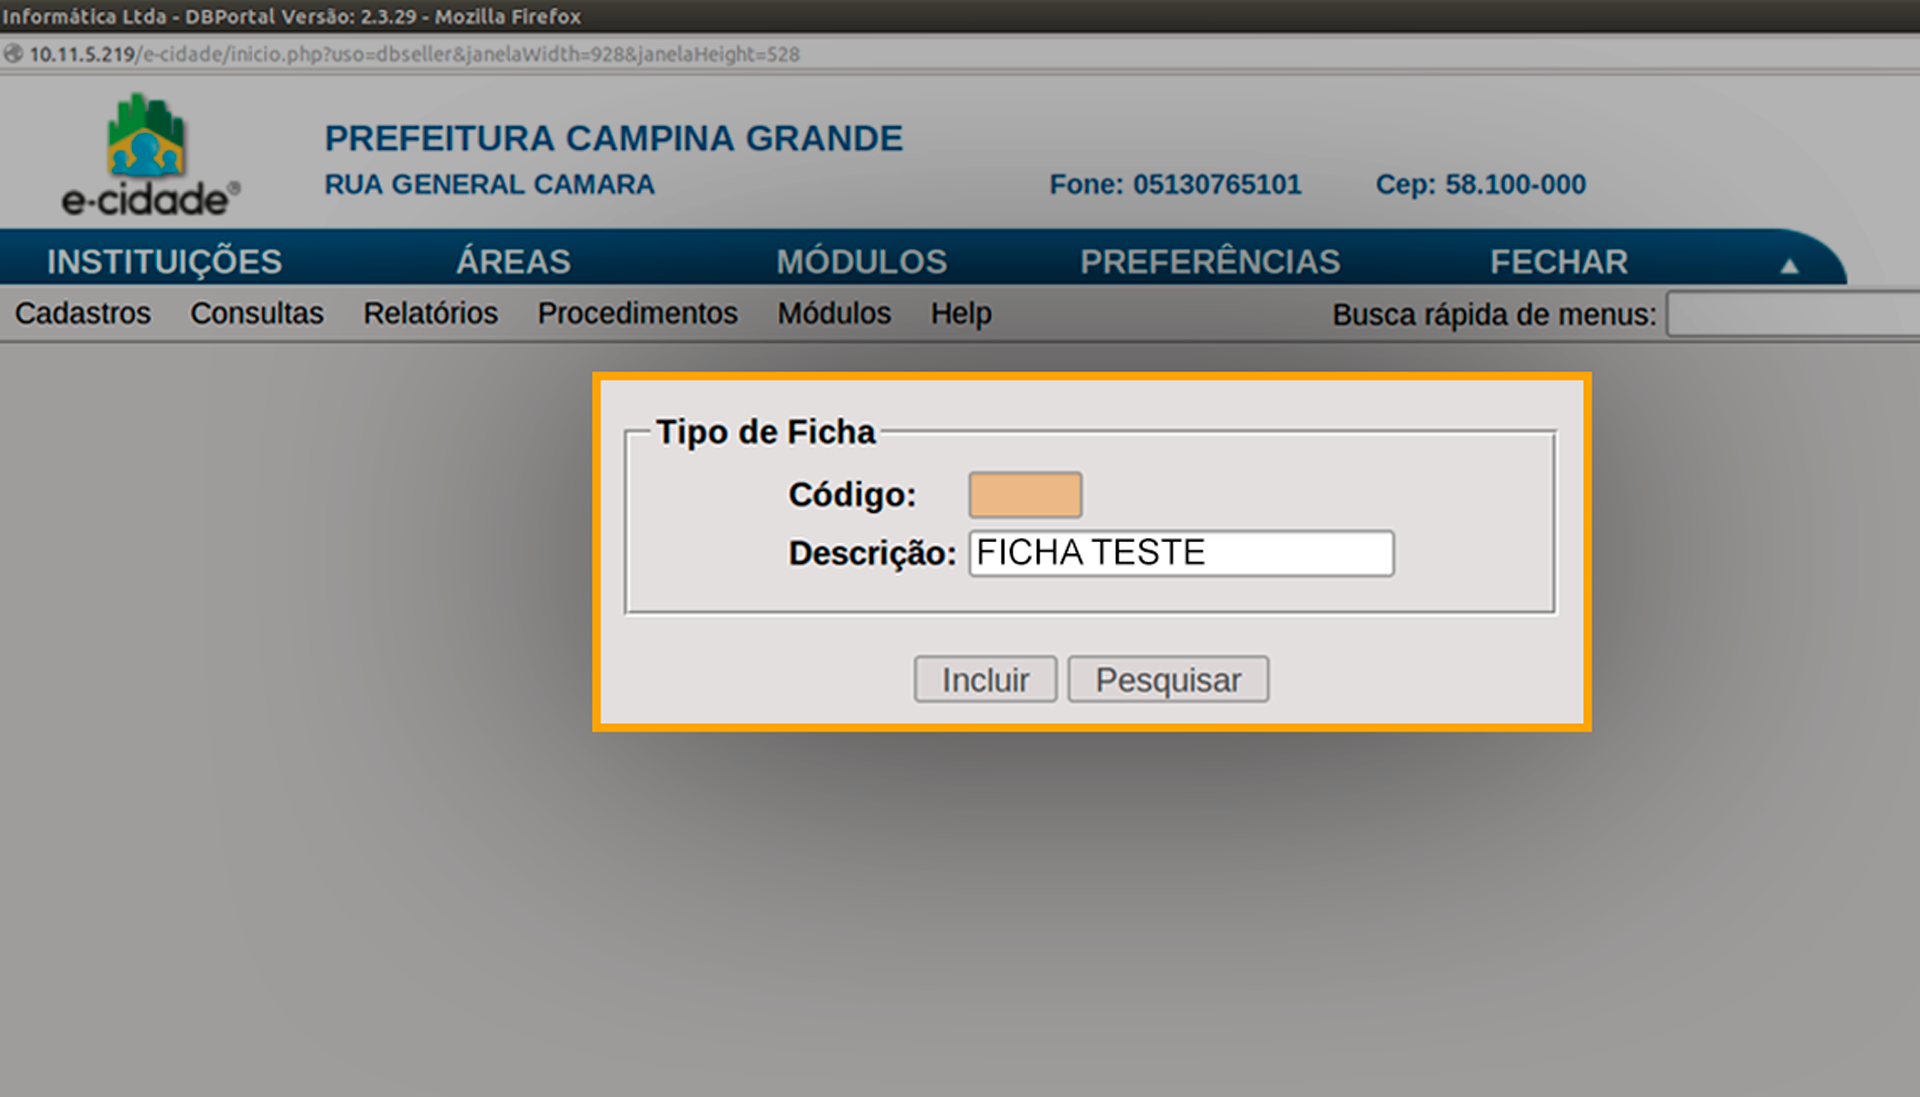 Informática Ltda - DBPortal Versão: 2.3.29 - Mozilla Firefox
10.11.5.219/e-cidade/inicio.php?uso=dbseller&janelaWidth=928&janelaHeight=528
e-cidade®
PREFEITURA CAMPINA GRANDE
RUA GENERAL CAMARA Fone: 05130765101 Cep: 58.100-000
INSTITUIÇÕES ÁREAS MÓDULOS PREFERÊNCIAS FECHAR ▲
Cadastros Consultas Relatórios Procedimentos Módulos Help Busca rápida de menus:
Tipo de Ficha
Código:
Descrição: FICHA TESTE
Incluir Pesquisar